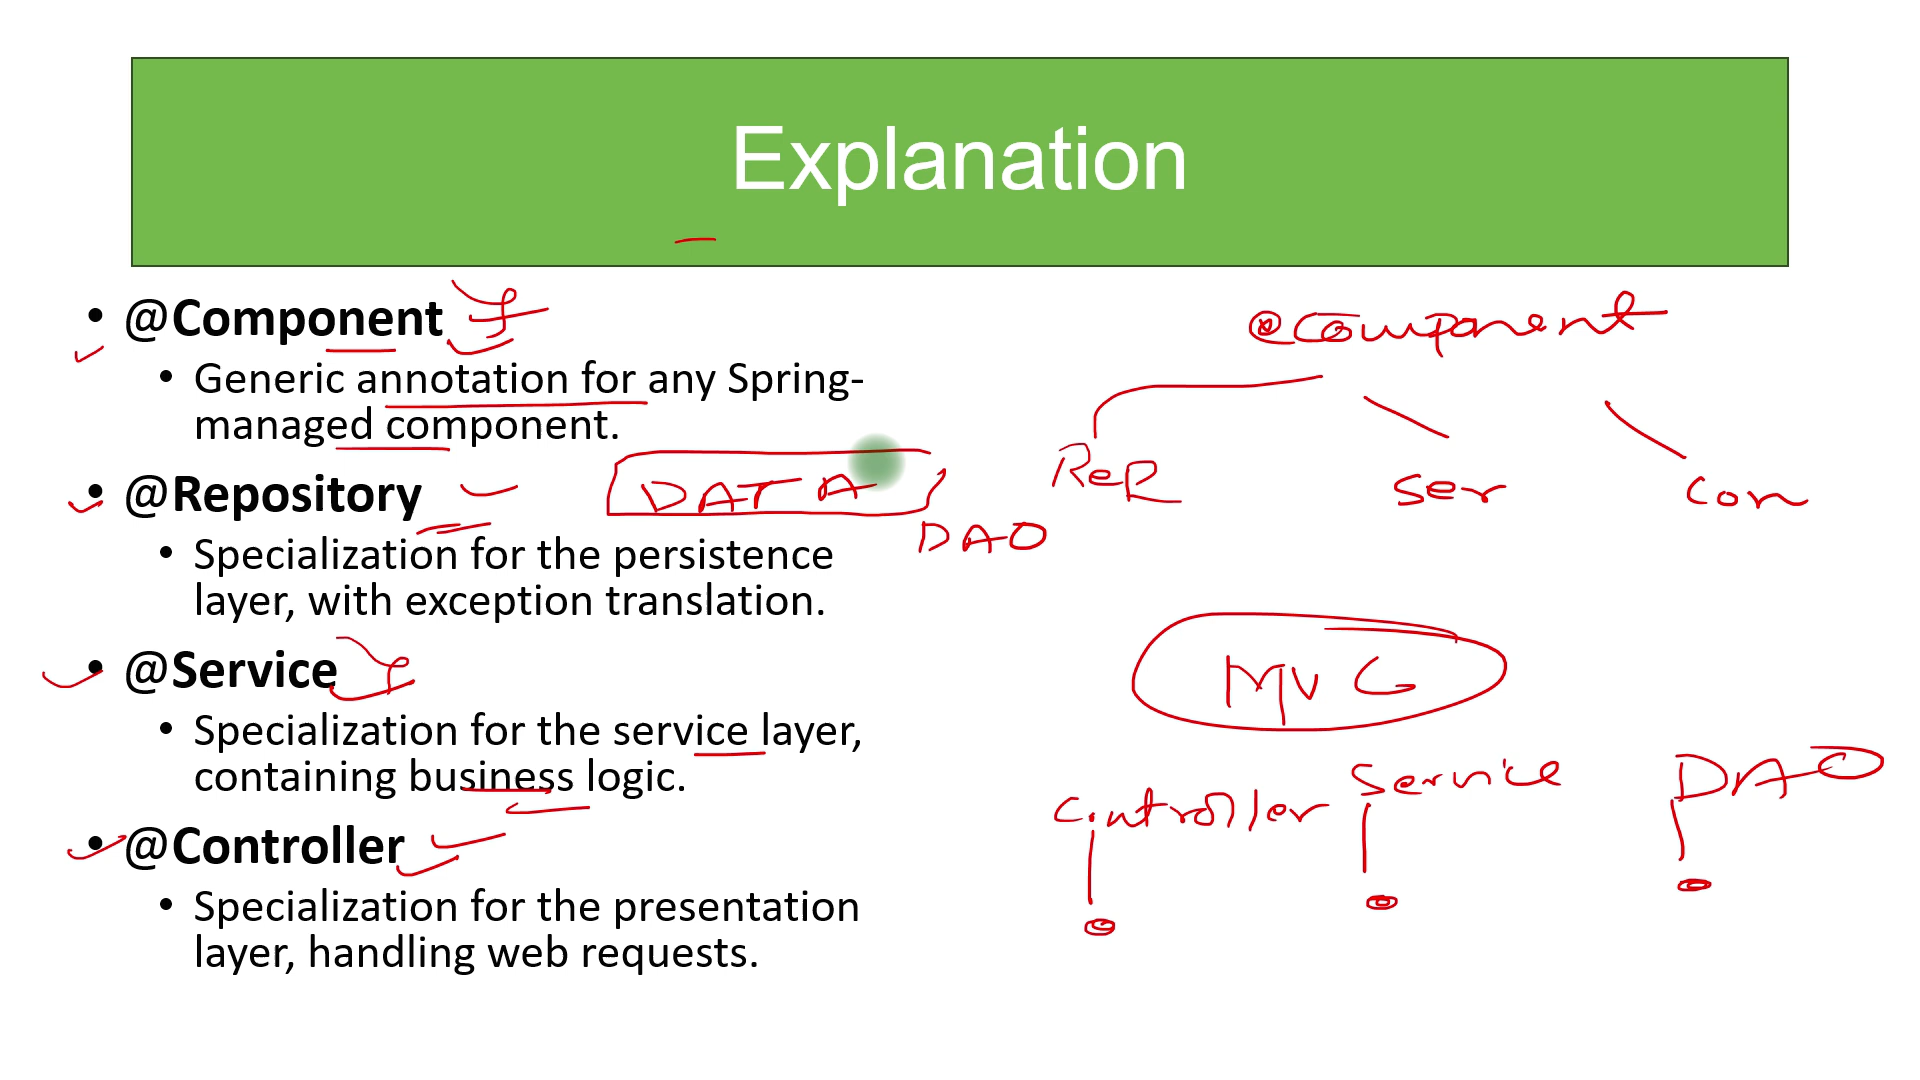 Explanation
• @Component
• Generic annotation for any Spring-
managed component.
• @Repository
• Specialization for the persistence
layer, with exception translation.
• @Service
• Specialization for the service layer,
containing business logic.
• @Controller
• Specialization for the presentation
layer, handling web requests.
DATA
DAO
@Component
Rep
Ser
Con
MVC
Controller
Service
DAO